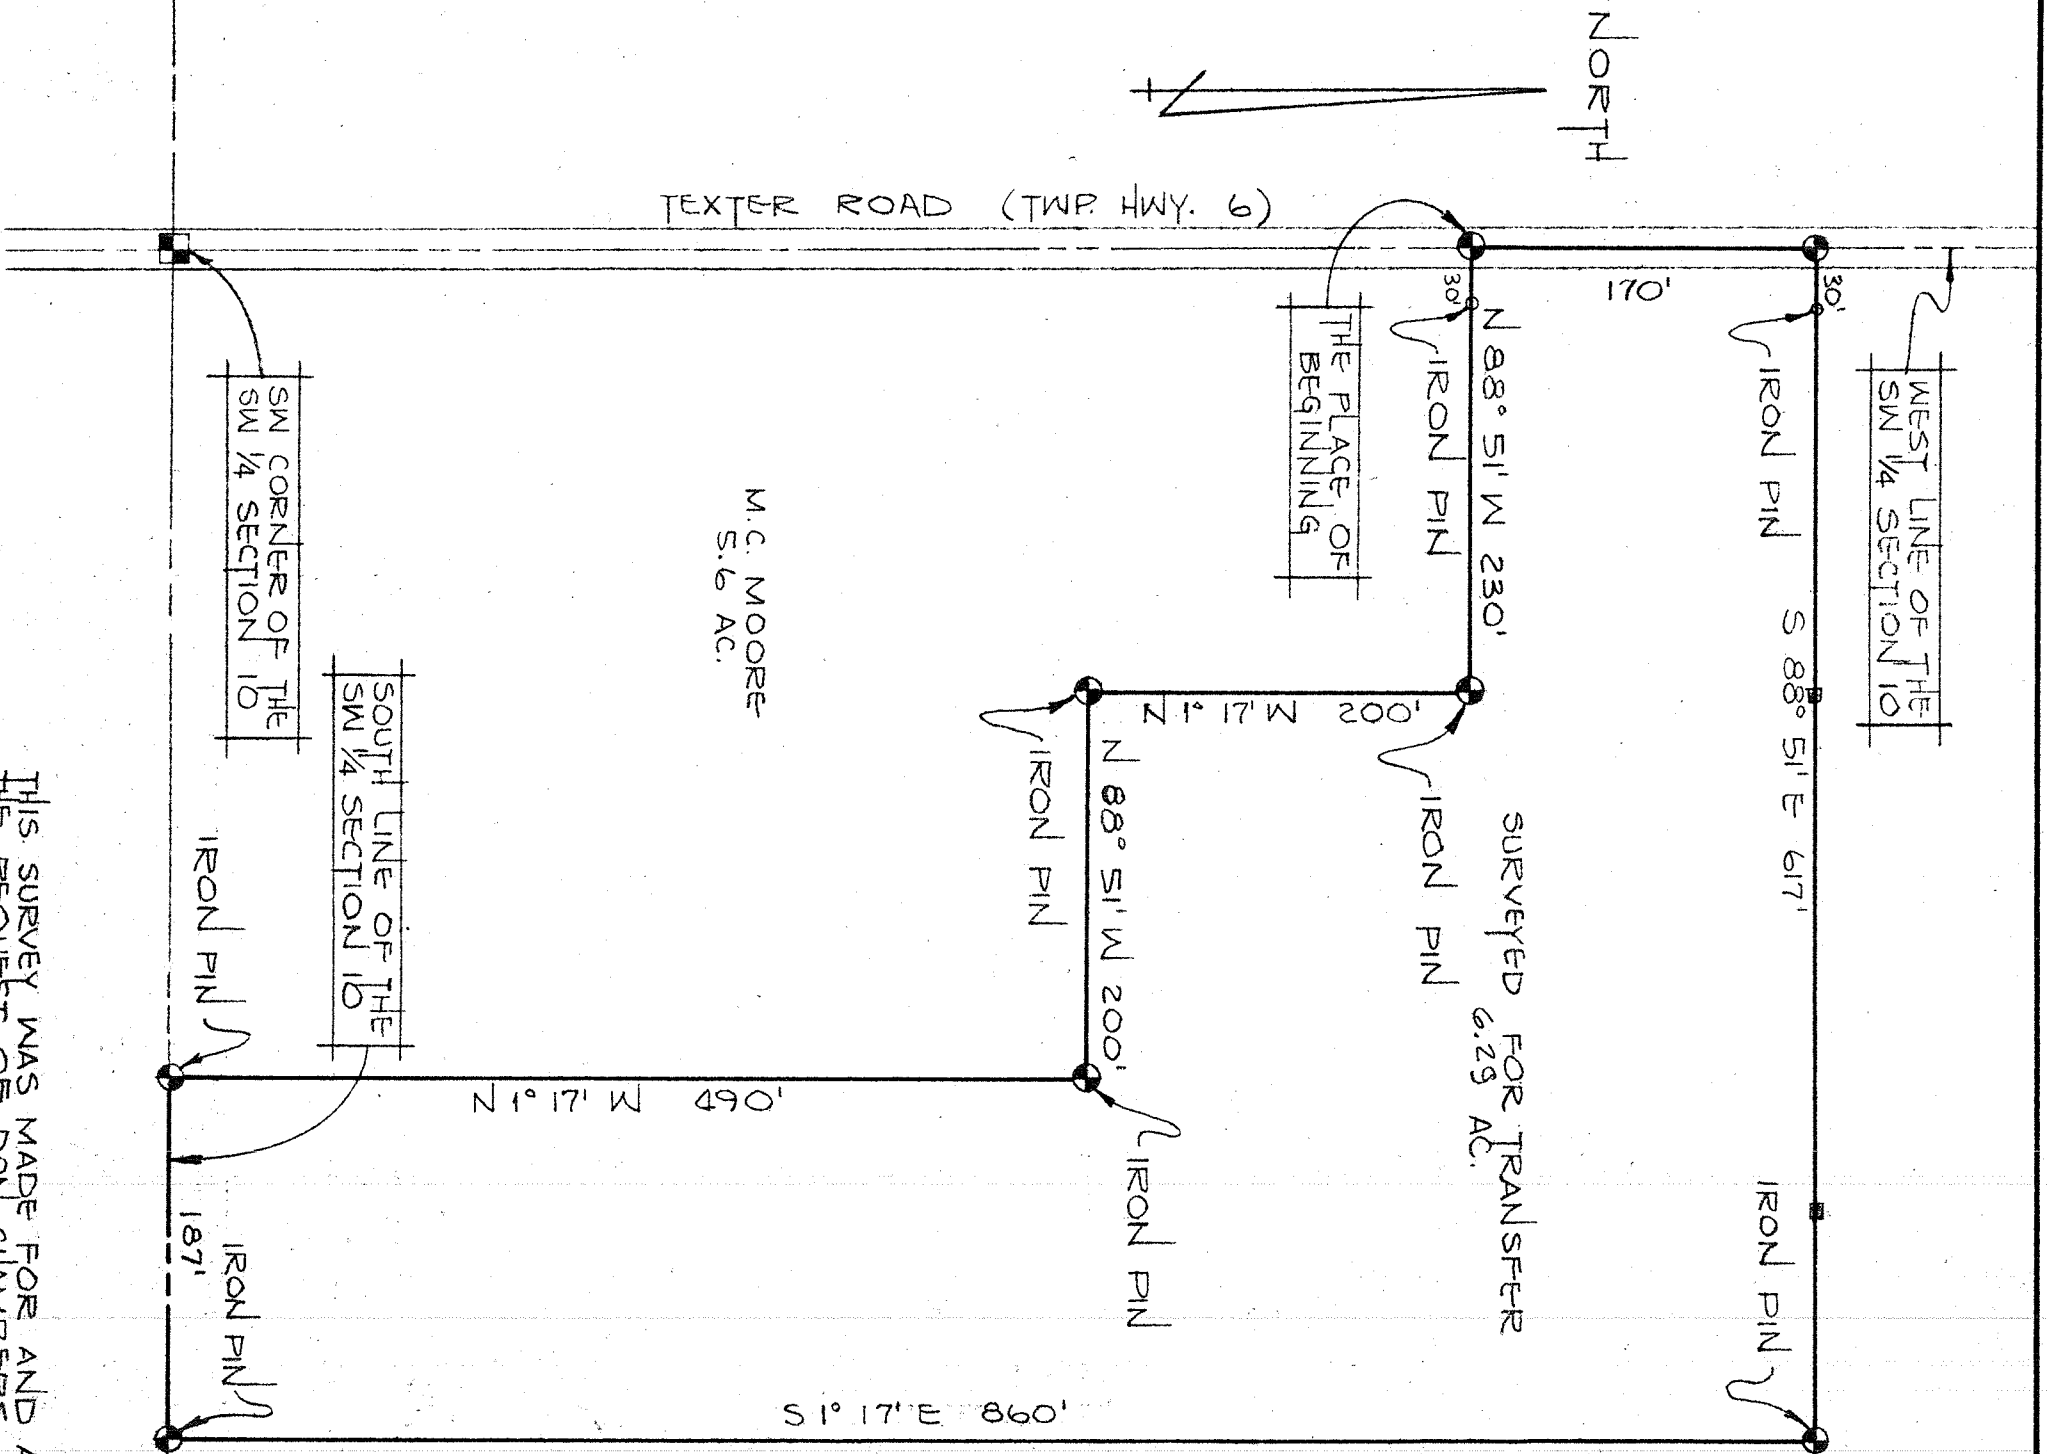 NORTH
TEXTER ROAD (TWP. HWY. 6)
170'
30'
30'
WEST LINE OF THE
SW 1/4 SECTION 10
IRON PIN
S 88° 51' E 617'
N 88° 51' W 230'
IRON PIN
THE PLACE OF
BEGINNING
N 1° 17' W 200'
IRON PIN
IRON PIN
N 88° 51' W 200'
SURVEYED FOR TRANSFER
6.29 AC.
M.C. MOORE
5.6 AC.
SW CORNER OF THE
SW 1/4 SECTION 10
SOUTH LINE OF THE
SW 1/4 SECTION 10
IRON PIN
N 1° 17' W 490'
IRON PIN
IRON PIN
187'
IRON PIN
S 1° 17' E 860'
THIS SURVEY WAS MADE FOR AND A
THE REQUEST OF DON